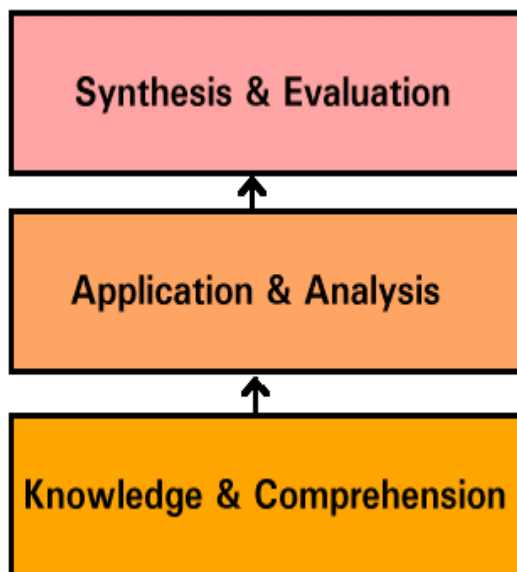 Synthesis & Evaluation
Application & Analysis
Knowledge & Comprehension